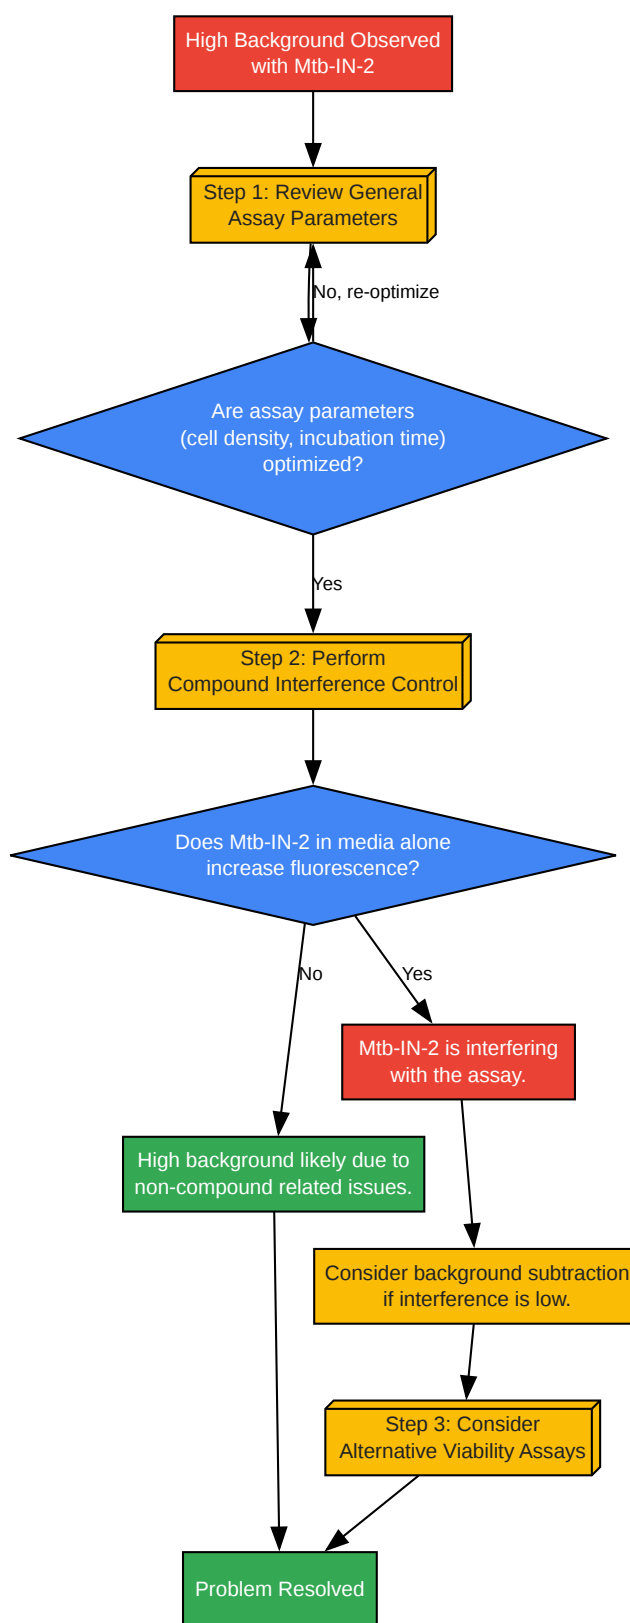 High Background Observed
with Mtb-IN-2
Step 1: Review General
Assay Parameters
No, re-optimize
Are assay parameters
(cell density, incubation time)
optimized?
Yes
Step 2: Perform
Compound Interference Control
Does Mtb-IN-2 in media alone
increase fluorescence?
No
Yes
Mtb-IN-2 is interfering
with the assay.
High background likely due to
non-compound related issues.
Consider background subtraction
if interference is low.
Step 3: Consider
Alternative Viability Assays
Problem Resolved